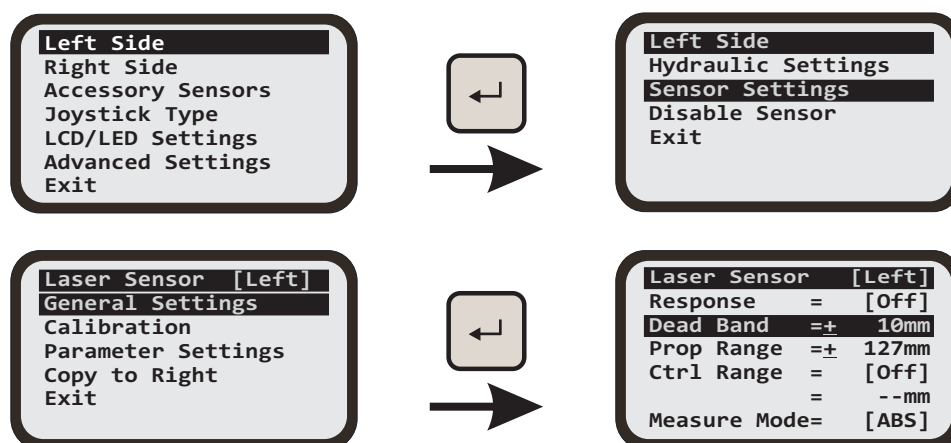 Left Side
Right Side
Accessory Sensors
Joystick Type
LCD/LED Settings
Advanced Settings
Exit
Left Side
Hydraulic Settings
Sensor Settings
Disable Sensor
Exit
Laser Sensor [Left]
General Settings
Calibration
Parameter Settings
Copy to Right
Exit
Laser Sensor [Left]
Response = [Off]
Dead Band =± 10mm
Prop Range =± 127mm
Ctrl Range = [Off]
= --mm
Measure Mode= [ABS]